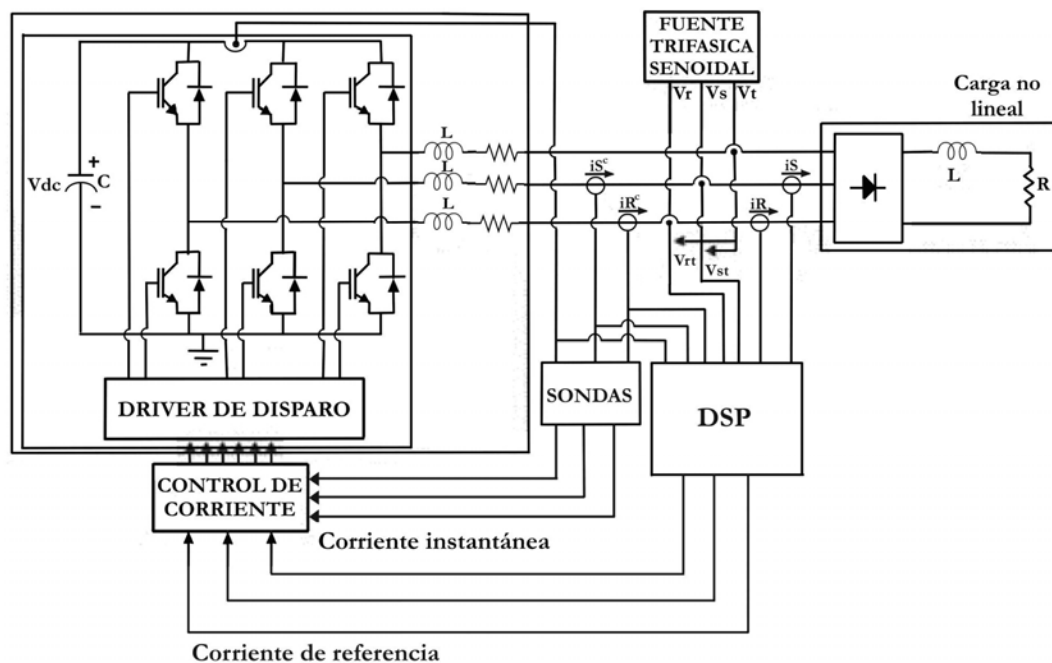 FUENTE
TRIFASICA
SENOIDAL
Vr Vs Vt
Carga no
lineal
L
R
L
L
L
Vdc
+
C
−
iSᶜ
iS
iRᶜ
iR
Vrt
Vst
DRIVER DE DISPARO
SONDAS
DSP
CONTROL DE
CORRIENTE
Corriente instantánea
Corriente de referencia